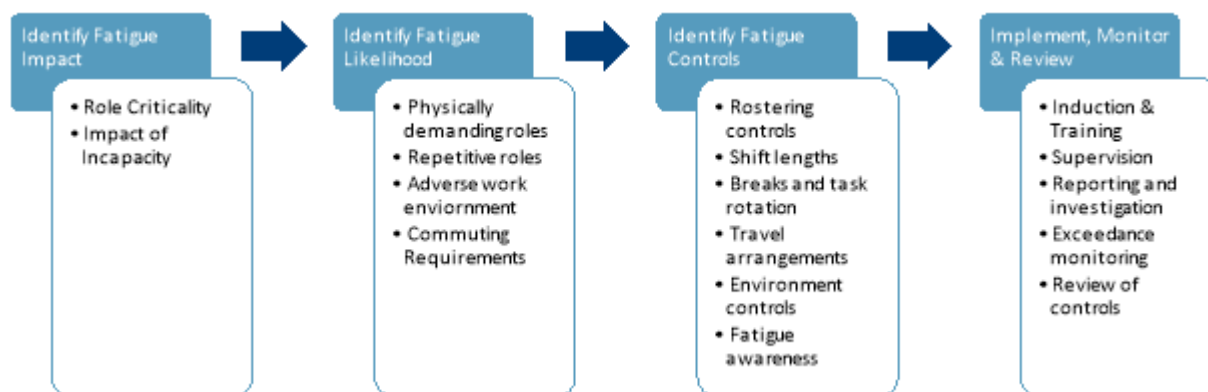 Identify Fatigue
Impact
• Role Criticality
• Impact of
Incapacity
Identify Fatigue
Likelihood
• Physically
demanding roles
• Repetitive roles
• Adverse work
enviornment
• Commuting
Requirements
Identify Fatigue
Controls
• Rostering
controls
• Shift lengths
• Breaks and task
rotation
• Travel
arrangements
• Environment
controls
• Fatigue
awareness
Implement, Monitor
& Review
• Induction &
Training
• Supervision
• Reporting and
investigation
• Exceedance
monitoring
• Review of
controls